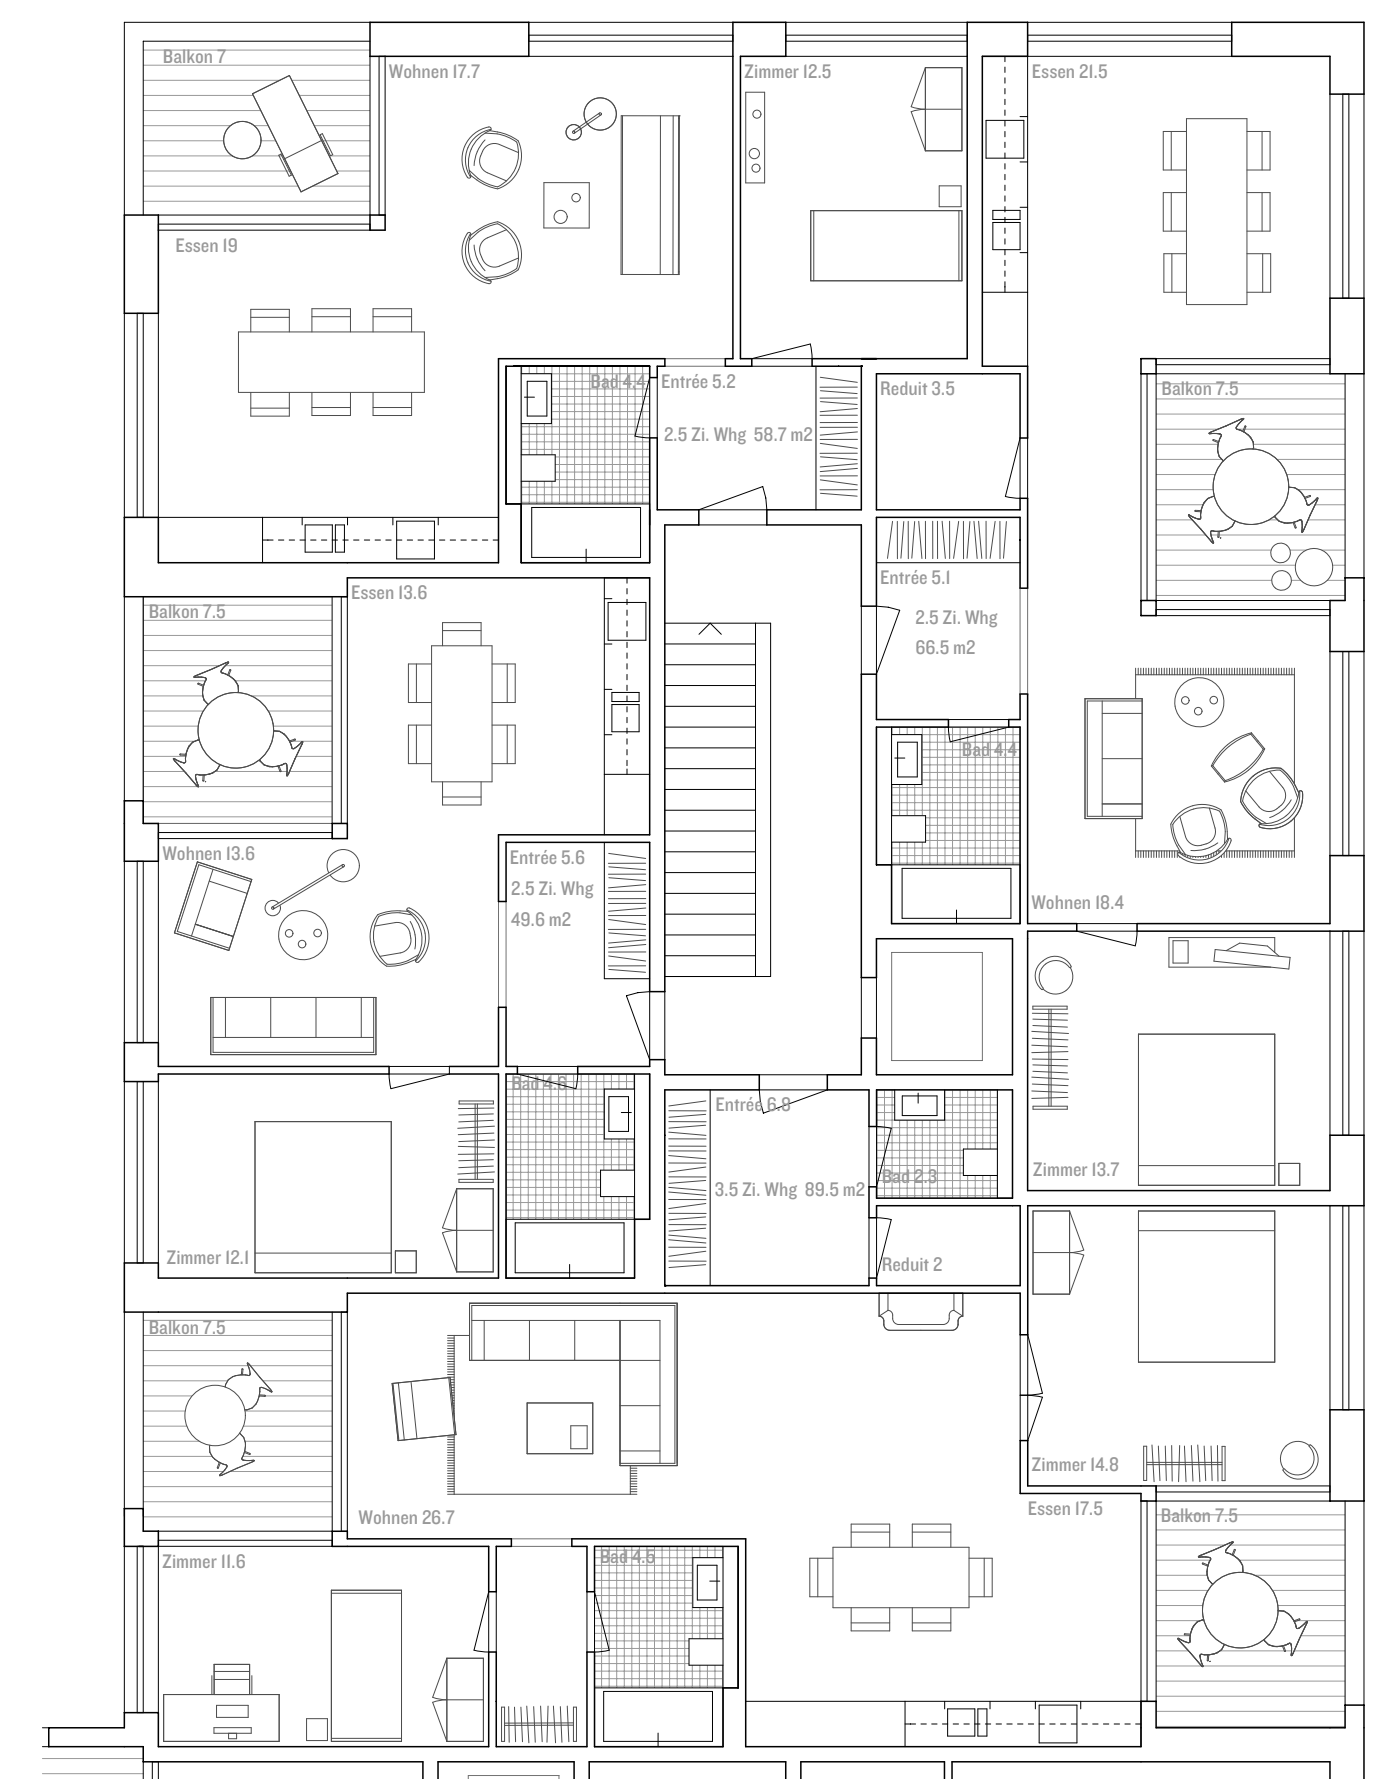 Balkon 7
Wohnen 17.7
Zimmer 12.5
Essen 21.5
Essen 19
Bad 4.4
Entrée 5.2
2.5 Zi. Whg 58.7 m2
Reduit 3.5
Balkon 7.5
Entrée 5.1
2.5 Zi. Whg
66.5 m2
Essen 13.6
Balkon 7.5
Bad 4.4
Wohnen 13.6
Entrée 5.6
2.5 Zi. Whg
49.6 m2
Wohnen 18.4
Bad 4.6
Entrée 6.8
3.5 Zi. Whg 89.5 m2
Bad 2.3
Zimmer 13.7
Zimmer 12.1
Reduit 2
Balkon 7.5
Zimmer 14.8
Wohnen 26.7
Essen 17.5
Balkon 7.5
Zimmer 11.6
Bad 4.5